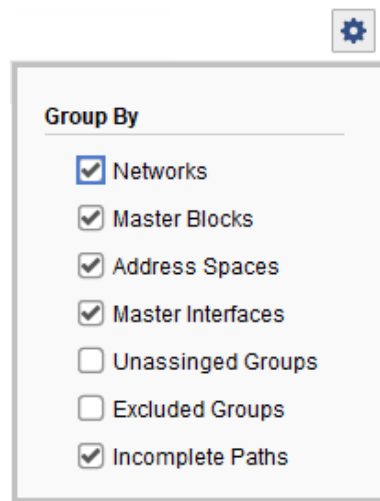 Group By
Networks
Master Blocks
Address Spaces
Master Interfaces
Unassinged Groups
Excluded Groups
Incomplete Paths